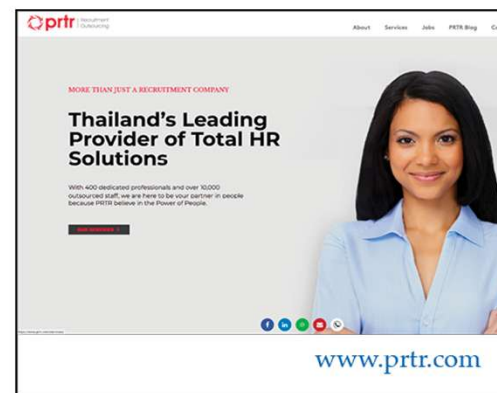 prtr Recruitment
Outsourcing
About Services Jobs PRTR Blog
MORE THAN JUST A RECRUITMENT COMPANY
Thailand's Leading
Provider of Total HR
Solutions
With 400 dedicated professionals and over 10,000
outsourced staff, we are here to be your partner in people
because PRTR believe in the Power of People.
OUR SERVICES
www.prtr.com